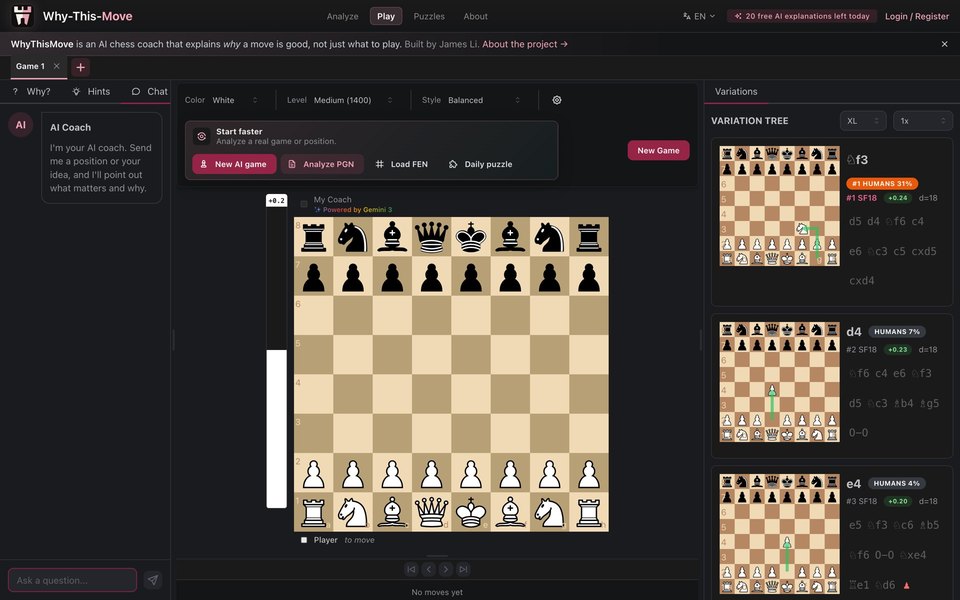 Why-This-Move
Analyze
Play
Puzzles
About
EN
20 free AI explanations left today
Login / Register
WhyThisMove is an AI chess coach that explains why a move is good, not just what to play. Built by James Li. About the project →
Game 1
Why?
Hints
Chat
AI
AI Coach
I'm your AI coach. Send
me a position or your
idea, and I'll point out
what matters and why.
Ask a question...
Color White
Level Medium (1400)
Style Balanced
Start faster
Analyze a real game or position.
New AI game
Analyze PGN
Load FEN
Daily puzzle
New Game
+0.2
My Coach
Powered by Gemini 3
8
7
6
5
4
3
2
1
Player to move
No moves yet
Variations
VARIATION TREE
XL
1x
♘f3
#1 HUMANS 31%
#1 SF18 +0.24 d=18
d5 d4 ♘f6 c4
e6 ♘c3 c5 cxd5
cxd4
d4 HUMANS 7%
#2 SF18 +0.23 d=18
♘f6 c4 e6 ♘f3
d5 ♘c3 ♗b4 ♗g5
0-0
e4 HUMANS 4%
#3 SF18 +0.20 d=18
e5 ♘f3 ♘c6 ♗b5
♘f6 0-0 ♘xe4
♖e1 ♘d6